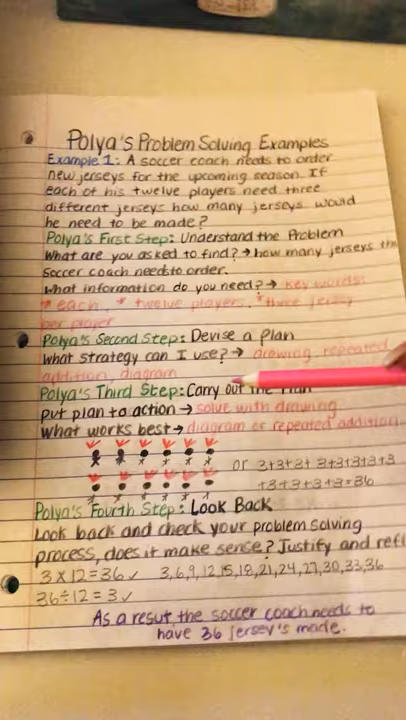 Polya's Problem Solving Examples
Example 1: A soccer coach needs to order
new jerseys for the upcoming season. If
each of his twelve players need three
different jerseys how many jerseys would
he need to be made?
Polya's First Step: Understand the Problem
What are you asked to find? → how many jerseys the
soccer coach needs to order.
What information do you need? → key words:
* each, * twelve players, * three jersey
per player
Polya's Second Step: Devise a Plan
What strategy can I use? → drawing, repeated
addition, diagram
Polya's Third Step: Carry out the Plan
put plan to action → solve with drawing
What works best → diagram or repeated addition
or 3+3+3+3+3+3+3
+3+3+3+3+3=36
Polya's Fourth Step: Look Back
Look back and check your problem solving
process, does it make sense? Justify and refl
3 x 12 = 36 ✓ 3,6,9,12,15,18,21,24,27,30,33,36
36 ÷ 12 = 3 ✓
As a resut, the soccer coach needs to
have 36 jersey's made.